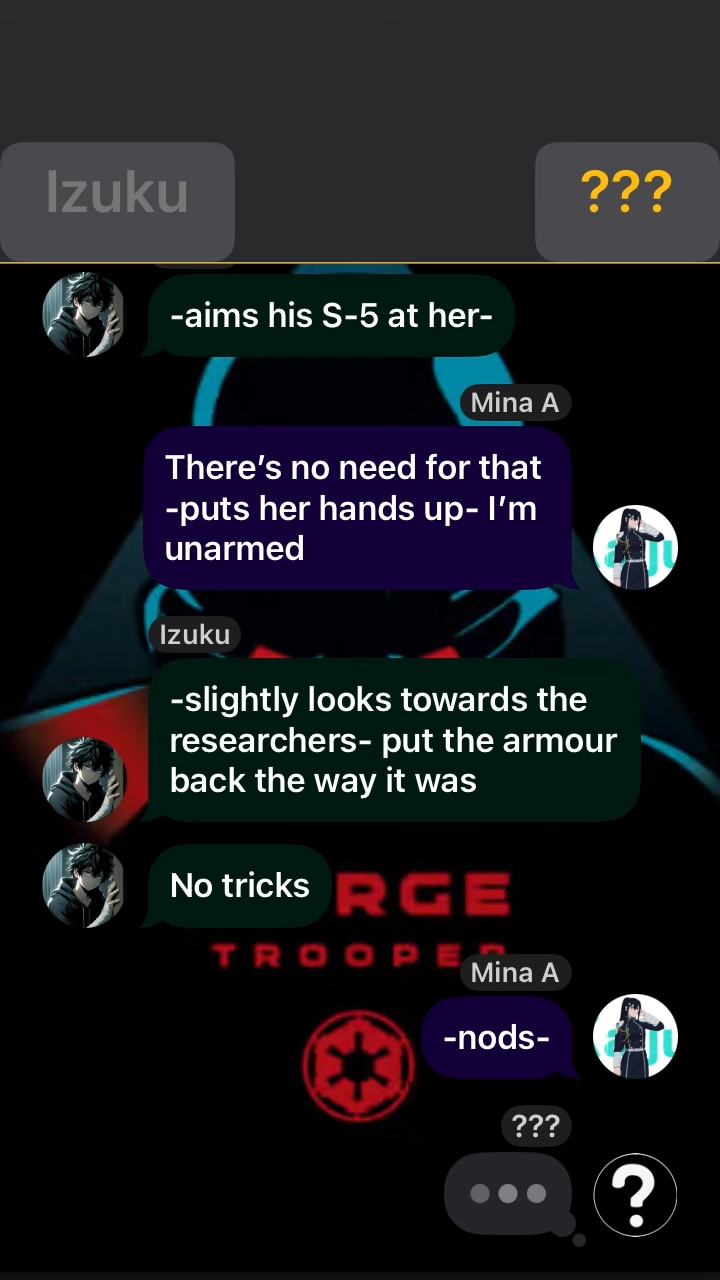 Izuku
???
-aims his S-5 at her-
Mina A
There’s no need for that
-puts her hands up- I’m
unarmed
Izuku
-slightly looks towards the
researchers- put the armour
back the way it was
No tricks
RGE
TROOPER
Mina A
-nods-
???
?